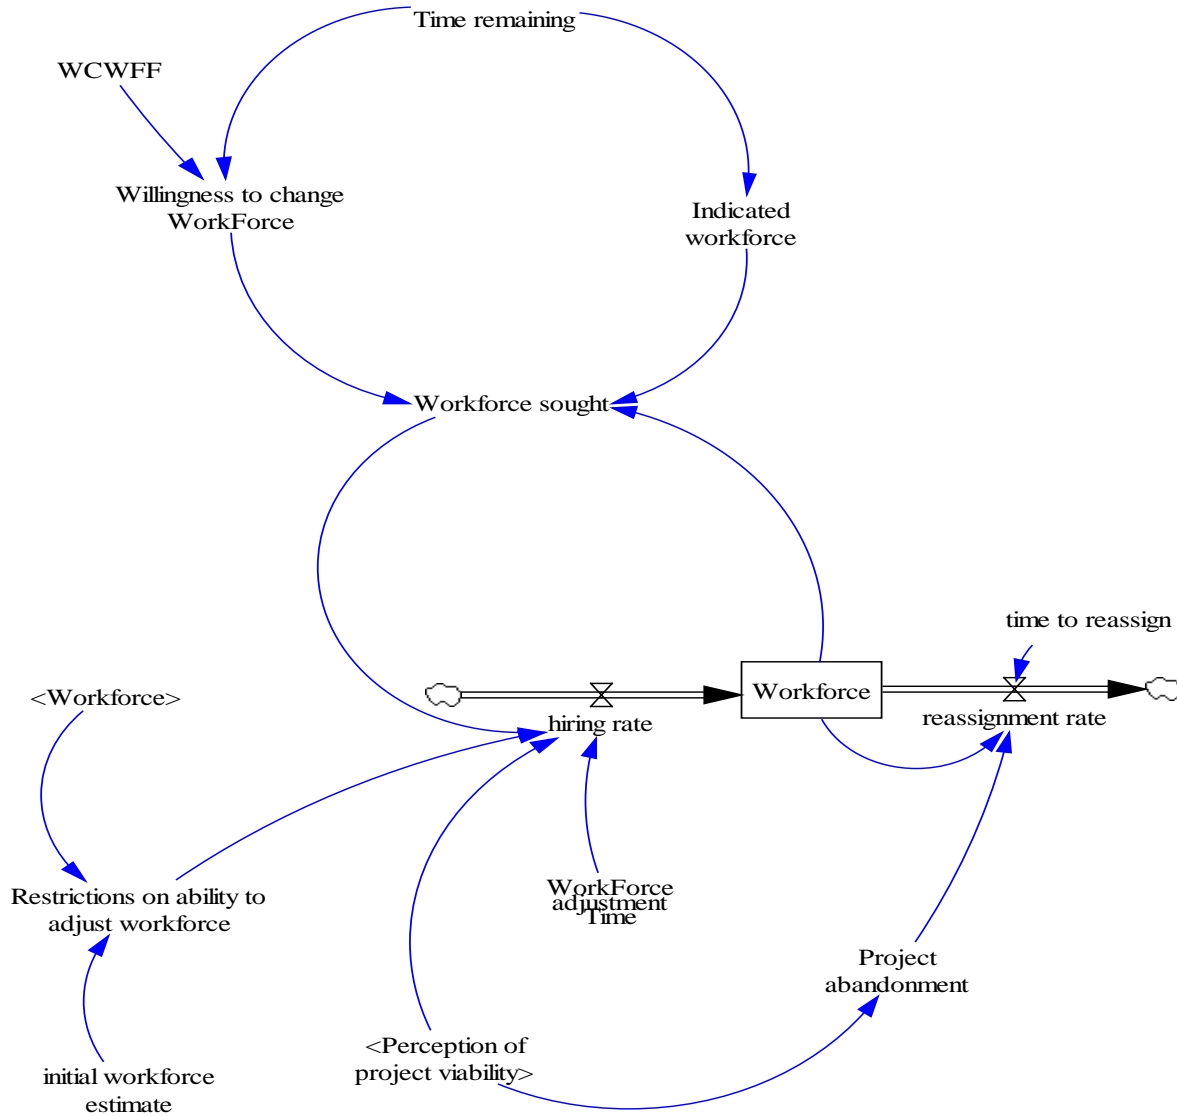 Time remaining
WCWFF
Willingness to change
WorkForce
Indicated
workforce
Workforce sought
time to reassign
<Workforce>
Workforce
hiring rate
reassignment rate
Restrictions on ability to
adjust workforce
WorkForce
adjustment
Time
Project
abandonment
<Perception of
project viability>
initial workforce
estimate